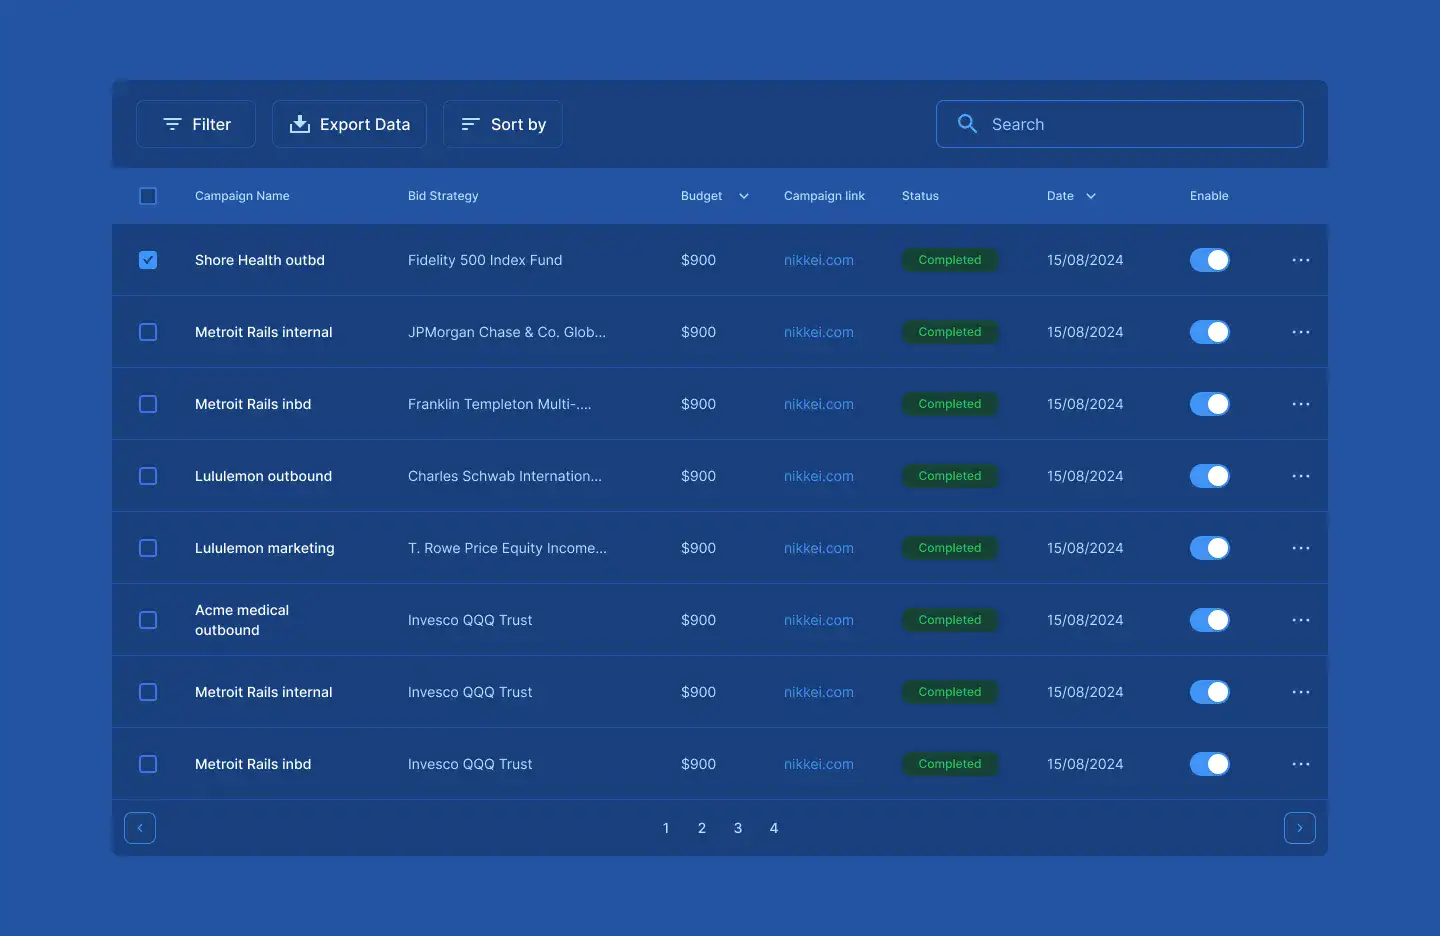 Filter Export Data Sort by Search
Campaign Name Bid Strategy Budget Campaign link Status Date Enable
Shore Health outbd Fidelity 500 Index Fund $900 nikkei.com Completed 15/08/2024
Metroit Rails internal JPMorgan Chase & Co. Glob... $900 nikkei.com Completed 15/08/2024
Metroit Rails inbd Franklin Templeton Multi-.... $900 nikkei.com Completed 15/08/2024
Lululemon outbound Charles Schwab Internation... $900 nikkei.com Completed 15/08/2024
Lululemon marketing T. Rowe Price Equity Income... $900 nikkei.com Completed 15/08/2024
Acme medical
outbound Invesco QQQ Trust $900 nikkei.com Completed 15/08/2024
Metroit Rails internal Invesco QQQ Trust $900 nikkei.com Completed 15/08/2024
Metroit Rails inbd Invesco QQQ Trust $900 nikkei.com Completed 15/08/2024
1 2 3 4